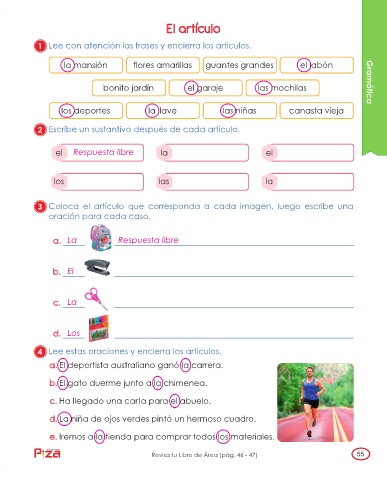 El artículo
1 Lee con atención las frases y encierra los artículos.
la mansión flores amarillas guantes grandes el jabón
bonito jardín el garaje las mochilas
los deportes la llave las niñas canasta vieja
2 Escribe un sustantivo después de cada artículo.
el Respuesta libre la el
los las la
3 Coloca el artículo que corresponda a cada imagen, luego escribe una
oración para cada caso.
a. La Respuesta libre
b. El
c. La
d. Los
4 Lee estas oraciones y encierra los artículos.
a. El deportista australiano ganó la carrera.
b. El gato duerme junto a la chimenea.
c. Ha llegado una carta para el abuelo.
d. La niña de ojos verdes pintó un hermoso cuadro.
e. Iremos a la tienda para comprar todos los materiales.
Gramática
Revisa tu Libro de Área (pág. 46 - 47)
55